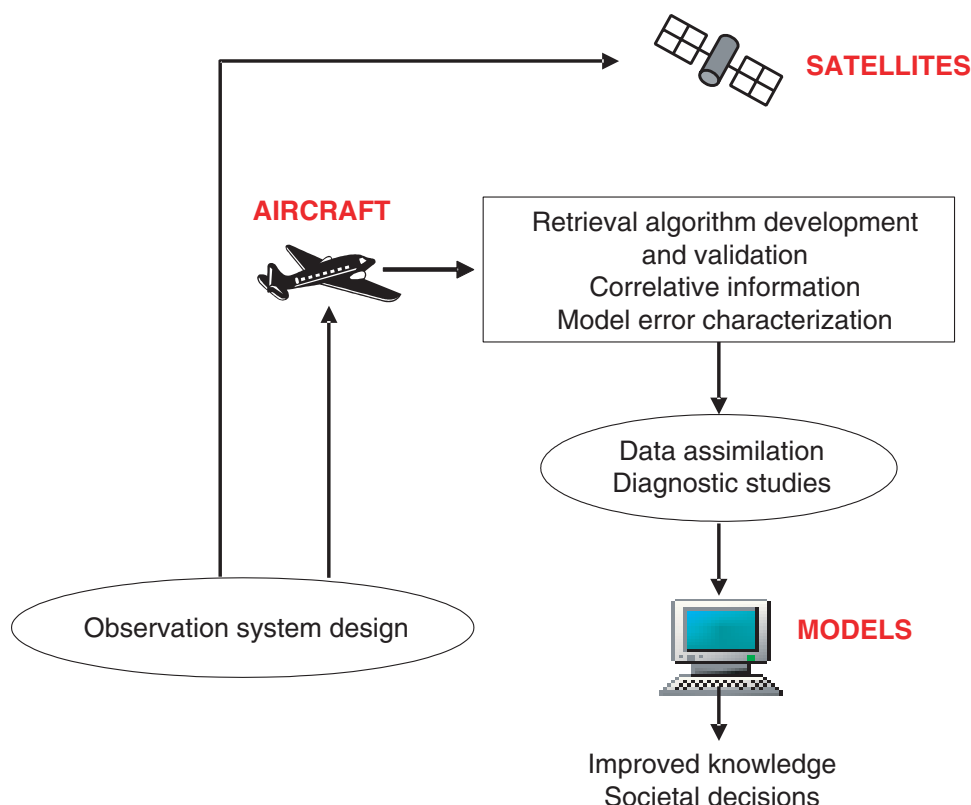 SATELLITES
AIRCRAFT
Retrieval algorithm development
and validation
Correlative information
Model error characterization
Data assimilation
Diagnostic studies
Observation system design
MODELS
Improved knowledge
Societal decisions